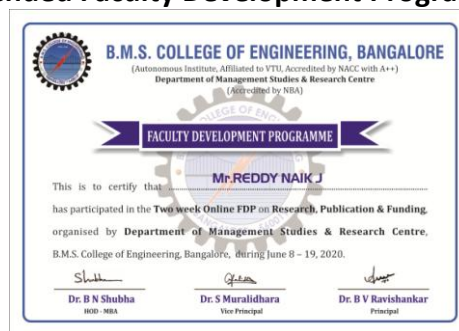 nded Faculty Development Progra
B.M.S. COLLEGE OF ENGINEERING, BANGALORE
(Autonomous Institute, Affiliated to VTU, Accredited by NACC with A++)
Department of Management Studies & Research Centre
(Accredited by NBA)
FACULTY DEVELOPMENT PROGRAMME
This is to certify that Mr.REDDY NAIK J
has participated in the Two week Online FDP on Research, Publication & Funding,
organised by Department of Management Studies & Research Centre,
B.M.S. College of Engineering, Bangalore, during June 8 – 19, 2020.
Dr. B N Shubha Dr. S Muralidhara Dr. B V Ravishankar
HOD - MBA Vice Principal Principal